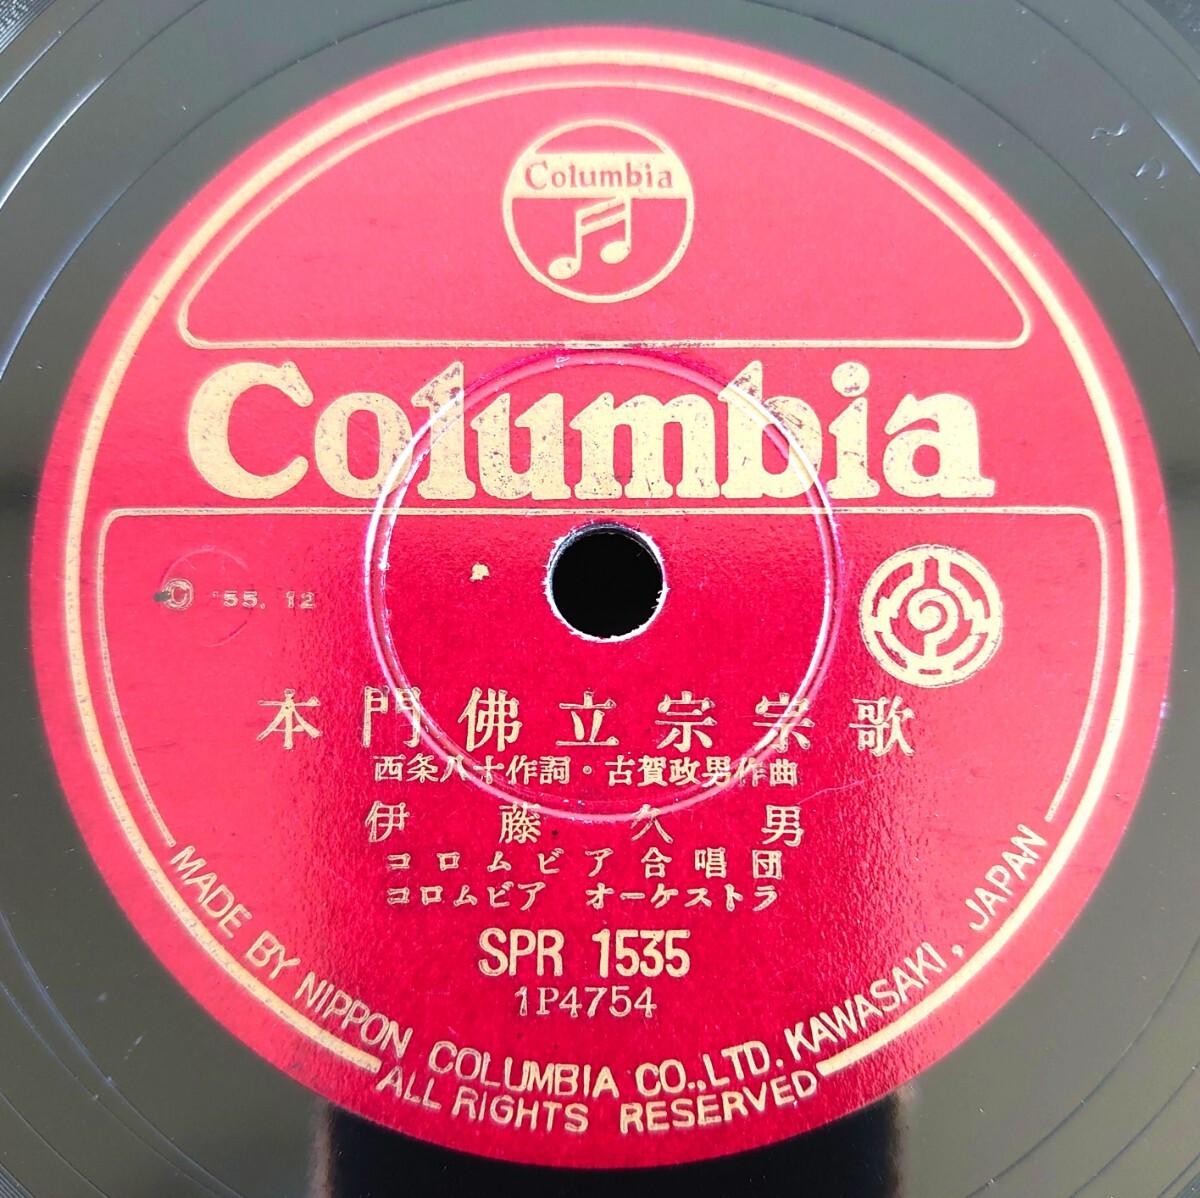 Columbia
Columbia
© '55. 12
本門佛立宗宗歌
西条八十作詞・古賀政男作曲
伊藤久男
コロムビア合唱団
コロムビア オーケストラ
SPR 1535
1P4754
MADE BY NIPPON COLUMBIA CO., LTD. KAWASAKI, JAPAN
ALL RIGHTS RESERVED